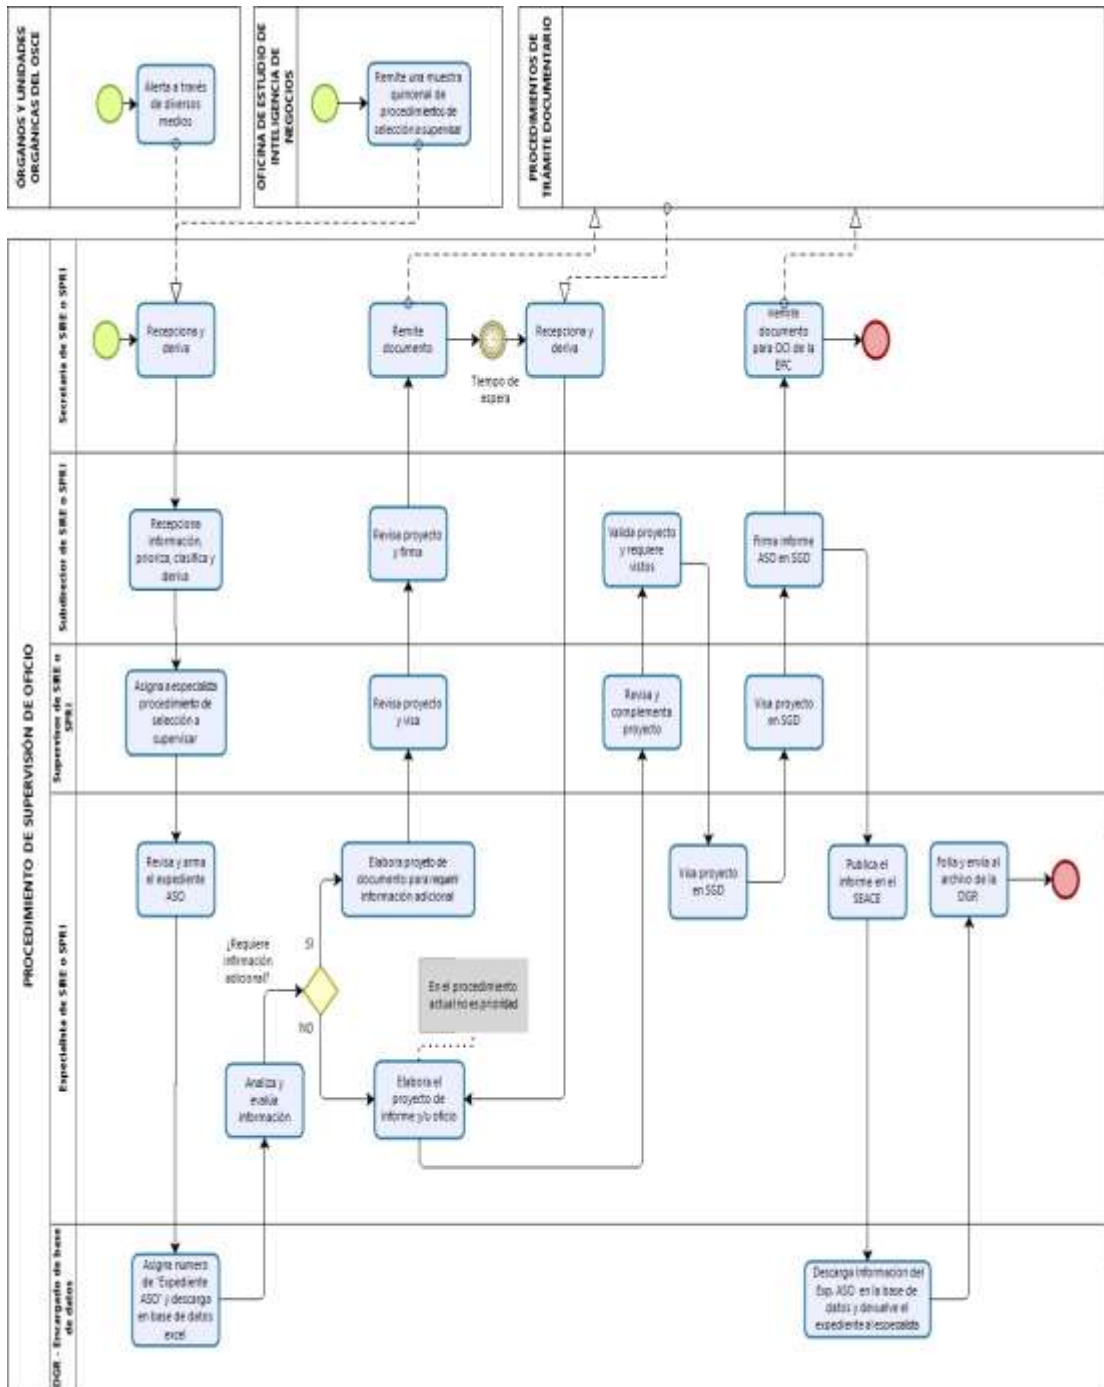 ÓRGANOS Y UNIDADES
ORGÁNICAS DEL OSCE
Alerta a través
de diversos
medios
OFICINA DE ESTUDIO DE
INTELIGENCIA DE
NEGOCIOS
Remite una muestra
quincenal de
procedimientos de
selección a supervisar
PROCEDIMIENTOS DE
TRÁMITE DOCUMENTARIO
PROCEDIMIENTO DE SUPERVISIÓN DE OFICIO
Secretaria de SIRE o SPRI
Recepciona y
deriva
Remite
documento
Tiempo de
espera
Recepciona y
deriva
Remite
documento
para OCI de la
Subdirector de SIRE o SPRI
Recepciona
información,
prioriza, clasifica y
deriva
Revisa proyecto
y firma
Valida proyecto
y requiere
vistos
Firma informe
ASO en SGD
Supervisor de SIRE o
SPRI
Asigna a especialista
procedimiento de
selección a
supervisar
Revisa proyecto
y visa
Revisa y
complementa
proyecto
Visa proyecto
en SGD
Especialista de SIRE o SPRI
Revisa y arma
el expediente
ASO
Elabora projeto de
documento para requerir
información adicional
Visa proyecto
en SGD
Publica el
informe en el
SEACE
Folia y envía al
archivo de la
DGR
¿Requiere
infirmación
adicional?
SI
NO
En el procedimiento
actual no es prioridad
Analiza y
evalúa
información
Elabora el
proyecto de
informe y/u oficio
DGR - Encargado de base
de datos
Asigna numero
de "Expediente
ASO" y descarga
en base de datos
excel
Descarga información del
Exp. ASO en la base de
datos y devuelve el
expediente al especialista